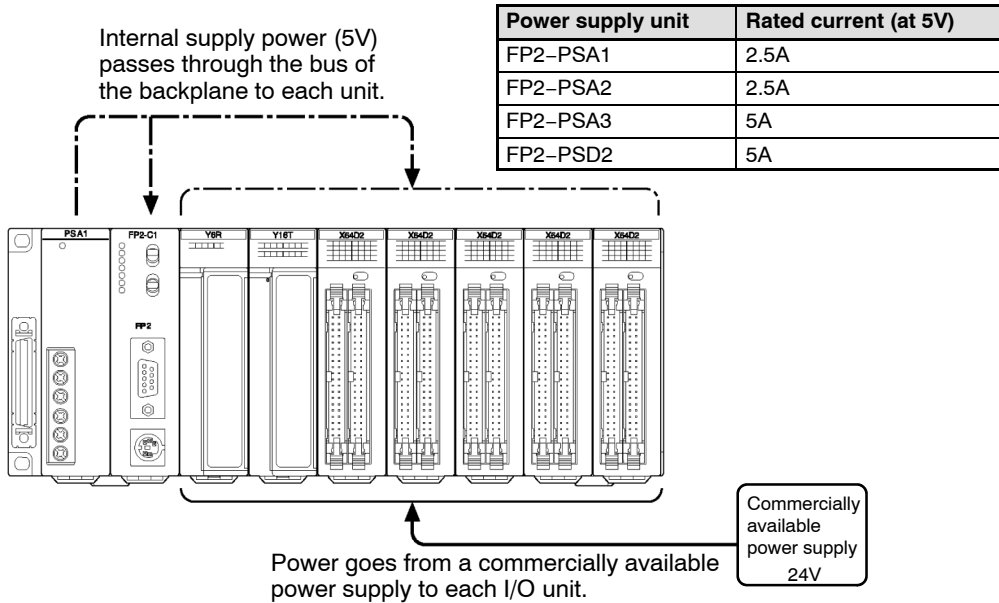 Internal supply power (5V)
passes through the bus of
the backplane to each unit.
Power supply unit Rated current (at 5V)
FP2−PSA1 2.5A
FP2−PSA2 2.5A
FP2−PSA3 5A
FP2−PSD2 5A
PSA1 FP2-C1 Y6R Y16T X64D2 X64D2 X64D2 X64D2 X64D2
FP2
Commercially
available
power supply
24V
Power goes from a commercially available
power supply to each I/O unit.